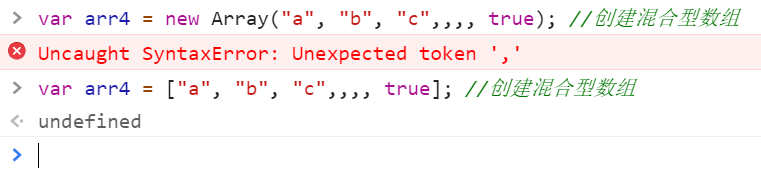 > var arr4 = new Array("a", "b", "c",,,, true); //创建混合型数组
Uncaught SyntaxError: Unexpected token ','
> var arr4 = ["a", "b", "c",,,, true]; //创建混合型数组
undefined
>